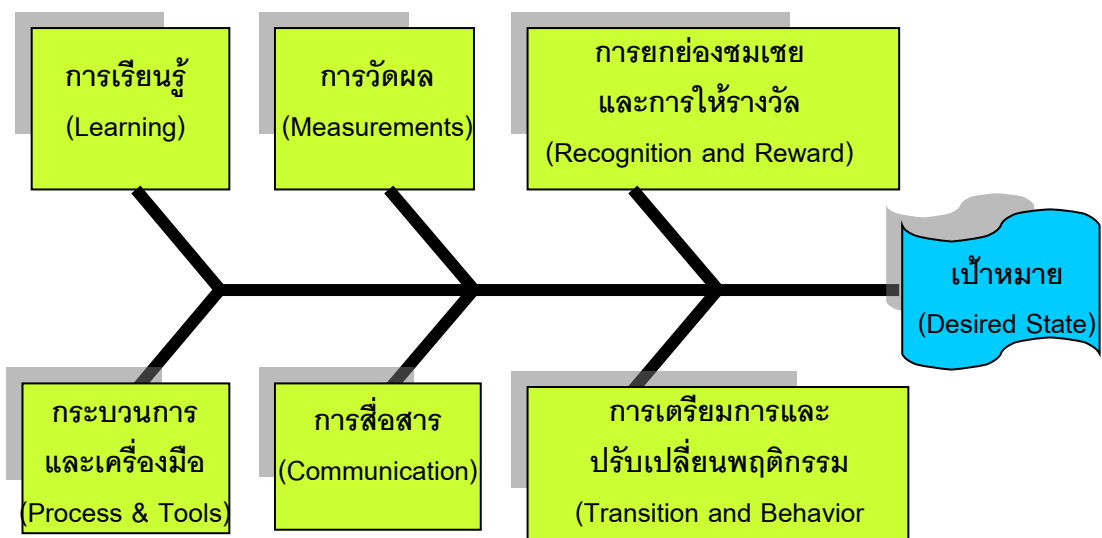 การเรียนรู้
(Learning)
การวัดผล
(Measurements)
การยกย่องชมเชย
และการให้รางวัล
(Recognition and Reward)
เป้าหมาย
(Desired State)
กระบวนการ
และเครื่องมือ
(Process & Tools)
การสื่อสาร
(Communication)
การเตรียมการและ
ปรับเปลี่ยนพฤติกรรม
(Transition and Behavior